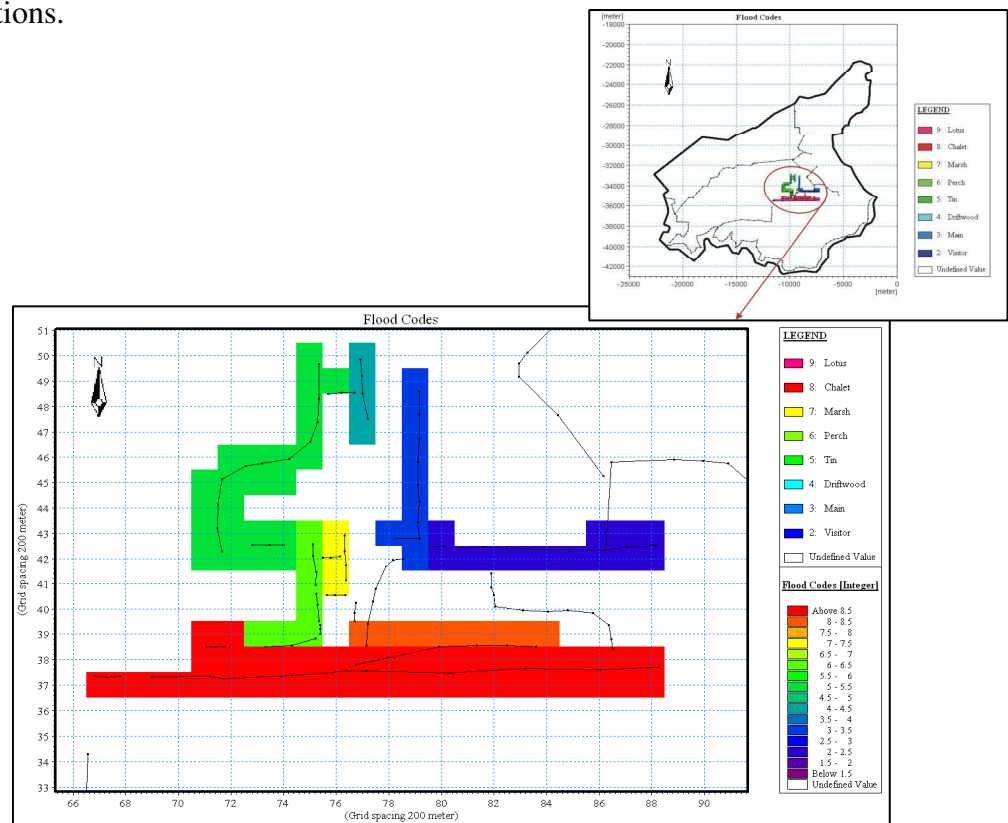 tions.
[meter]
Flood Codes
-18000
-20000
-22000
-24000
-26000
-28000
-30000
-32000
-34000
-36000
-38000
-40000
-42000
N
-25000 -20000 -15000 -10000 -5000 0
[meter]
LEGEND
9: Lotus
8: Chalet
7: Marsh
6: Perch
5: Tin
4: Driftwood
3: Main
2: Visitor
Undefined Value
Flood Codes
51
50
49
48
47
46
45
44
43
42
41
40
39
38
37
36
35
34
33
N
(Grid spacing 200 meter)
66 68 70 72 74 76 78 80 82 84 86 88 90
(Grid spacing 200 meter)
LEGEND
9: Lotus
8: Chalet
7: Marsh
6: Perch
5: Tin
4: Driftwood
3: Main
2: Visitor
Undefined Value
Flood Codes [Integer]
Above 8.5
8 - 8.5
7.5 - 8
7 - 7.5
6.5 - 7
6 - 6.5
5.5 - 6
5 - 5.5
4.5 - 5
4 - 4.5
3.5 - 4
3 - 3.5
2.5 - 3
2 - 2.5
1.5 - 2
Below 1.5
Undefined Value